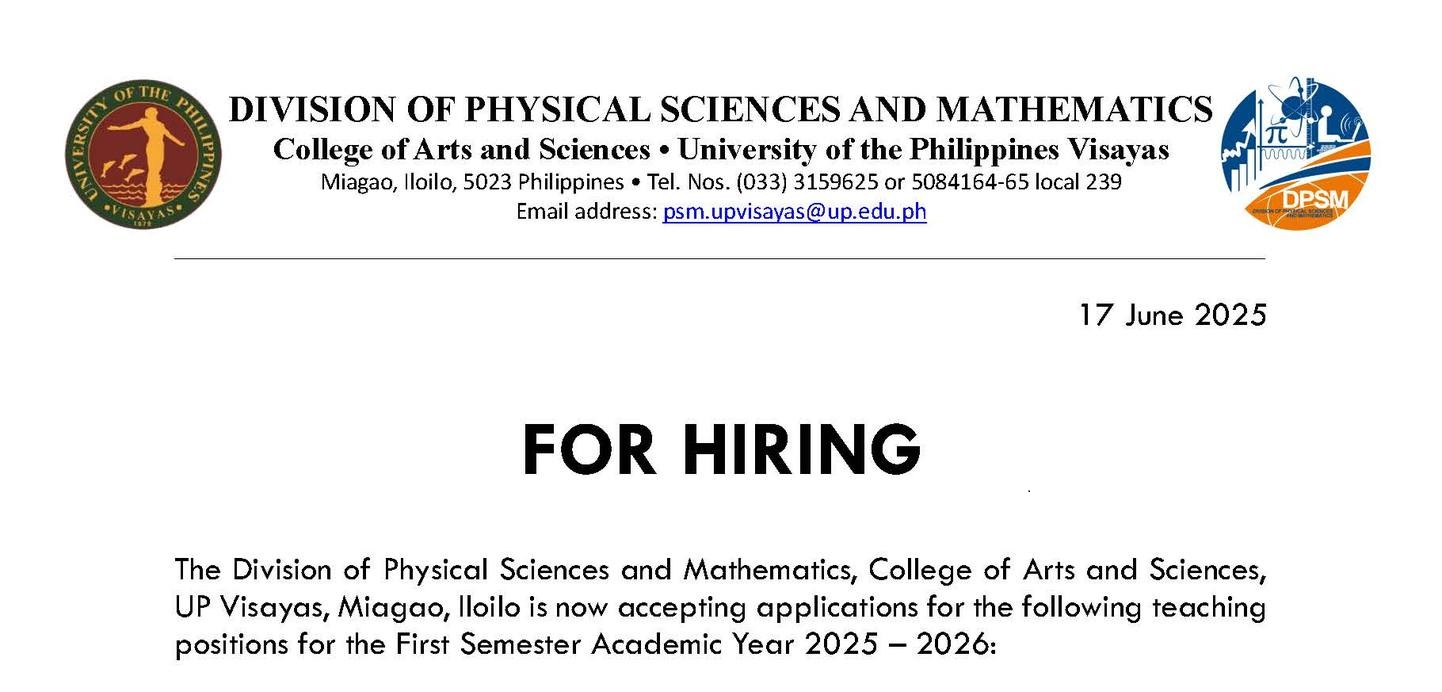 UNIVERSITY OF THE PHILIPPINES
VISAYAS
DIVISION OF PHYSICAL SCIENCES AND MATHEMATICS
College of Arts and Sciences • University of the Philippines Visayas
Miagao, Iloilo, 5023 Philippines • Tel. Nos. (033) 3159625 or 5084164-65 local 239
Email address: psm.upvisayas@up.edu.ph
π
DPSM
DIVISION OF PHYSICAL SCIENCES
AND MATHEMATICS
17 June 2025
FOR HIRING
The Division of Physical Sciences and Mathematics, College of Arts and Sciences,
UP Visayas, Miagao, Iloilo is now accepting applications for the following teaching
positions for the First Semester Academic Year 2025 – 2026: